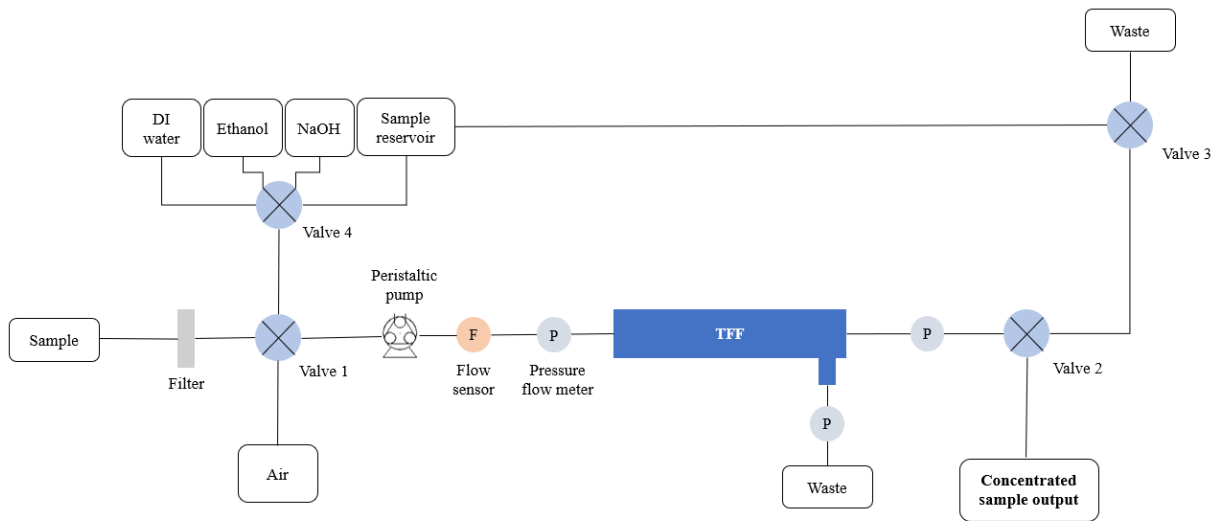 Waste
DI
water
Ethanol
NaOH
Sample
reservoir
Valve 3
Valve 4
Peristaltic
pump
Sample
Filter
Valve 1
F
Flow
sensor
P
Pressure
flow meter
TFF
P
Valve 2
P
Air
Waste
Concentrated
sample output